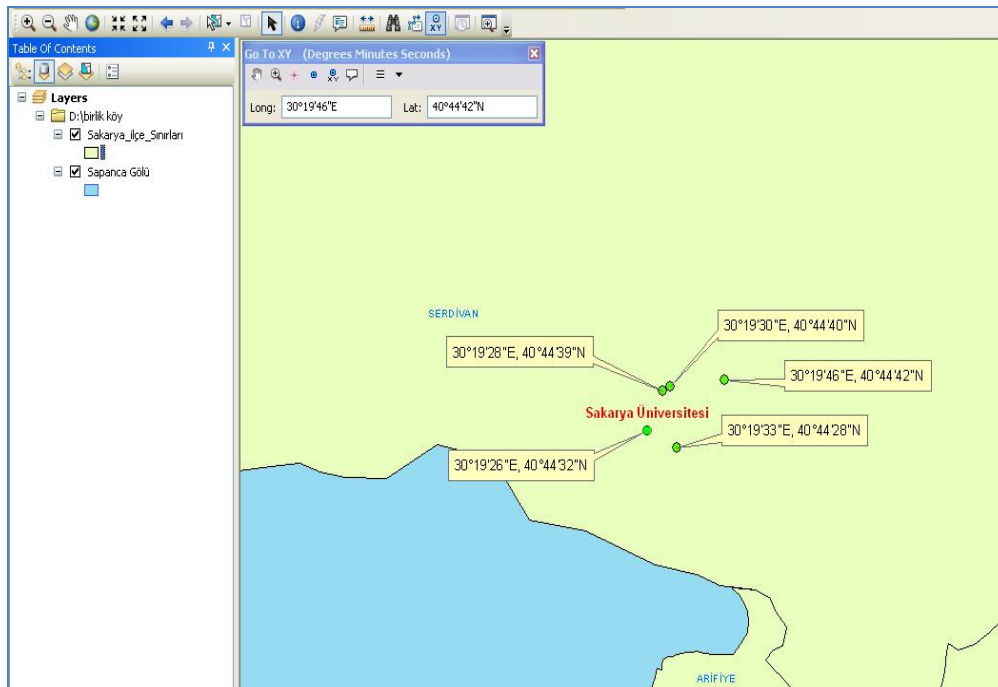 Table Of Contents
Layers
D:\birlik köy
Sakarya_ilçe_Sınırları
Sapanca Gölü
Go To XY (Degrees Minutes Seconds)
Long: 30°19'46"E Lat: 40°44'42"N
SERDİVAN
30°19'30"E, 40°44'40"N
30°19'28"E, 40°44'39"N
30°19'46"E, 40°44'42"N
Sakarya Üniversitesi
30°19'33"E, 40°44'28"N
30°19'26"E, 40°44'32"N
ARİFİYE